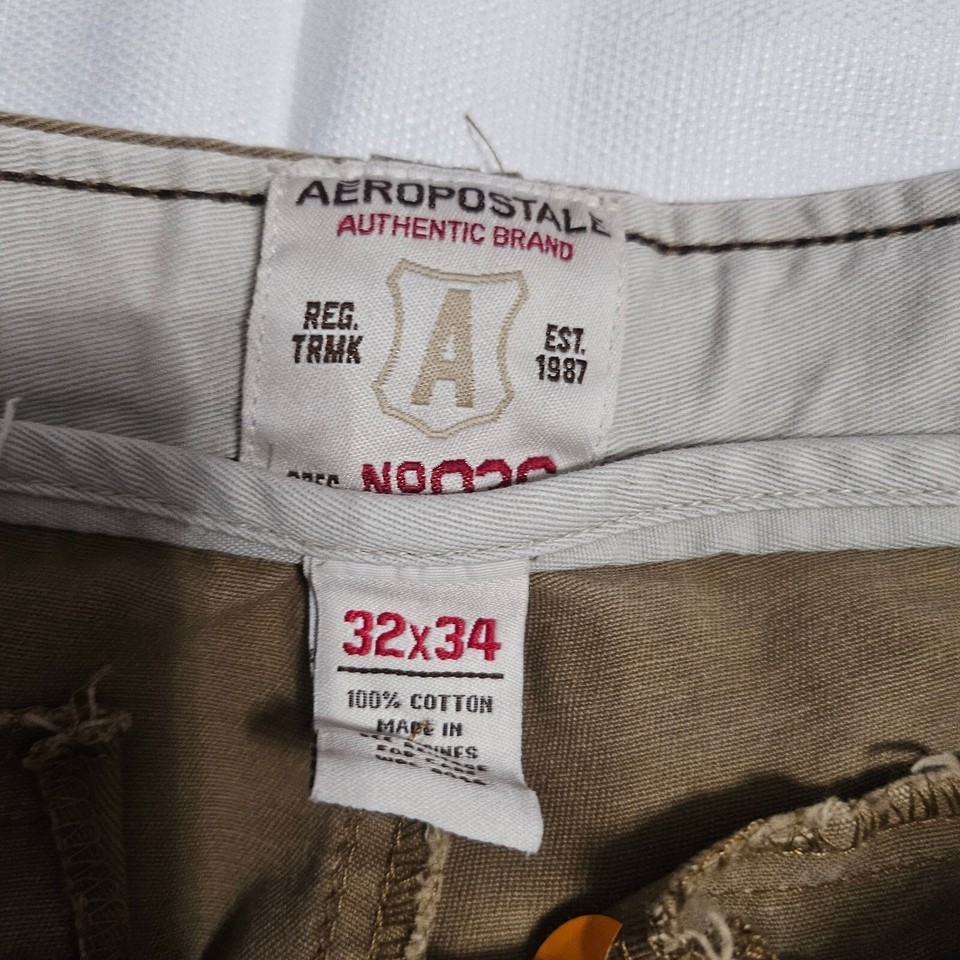 AEROPOSTALE
AUTHENTIC BRAND
REG.
TRMK
A
EST.
1987
32x34
100% COTTON
MADE IN